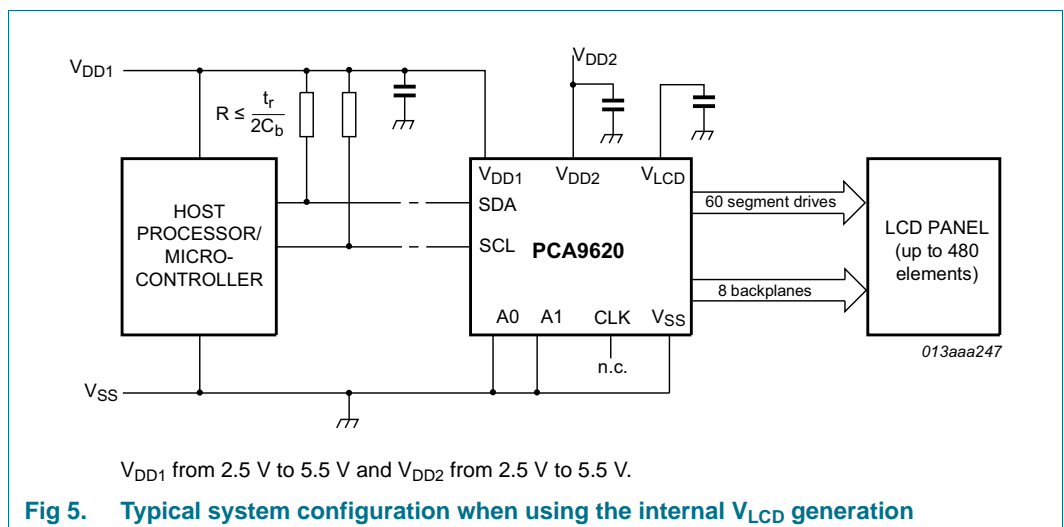 VDD1
VDD2
R ≤ tr
2Cb
VDD1
VDD2
VLCD
HOST
PROCESSOR/
MICRO-
CONTROLLER
SDA
SCL
PCA9620
A0
A1
CLK
VSS
60 segment drives
8 backplanes
LCD PANEL
(up to 480
elements)
n.c.
013aaa247
VSS
VDD1 from 2.5 V to 5.5 V and VDD2 from 2.5 V to 5.5 V.
Fig 5. Typical system configuration when using the internal VLCD generation